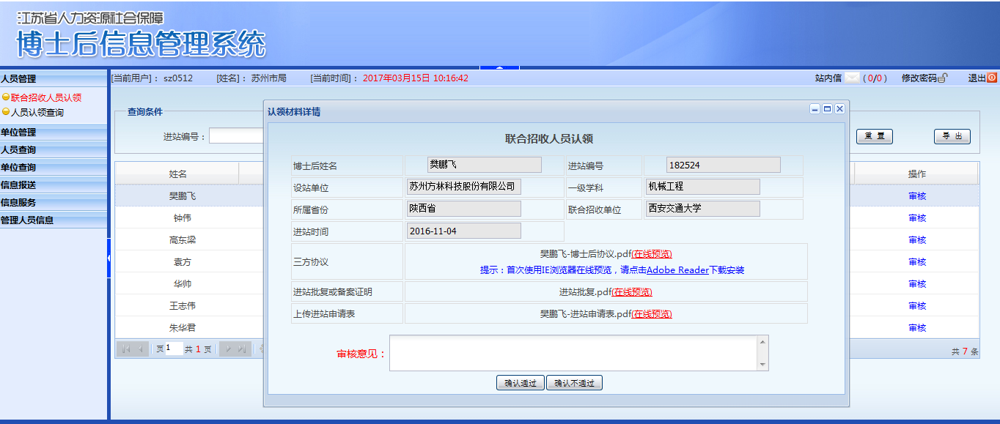 江苏省人力资源社会保障
博士后信息管理系统
[当前用户]： sz0512 [姓名]： 苏州市局 [当前时间]： 2017年03月15日 10:16:42 站内信 ( 0/0 ) 修改密码 退出
人员管理
联合招收人员认领
人员认领查询
单位管理
人员查询
单位查询
信息报送
信息服务
管理人员信息
查询条件
进站编号：
重 置
导 出
姓名 操作
樊鹏飞 审核
钟伟 审核
高东梁 审核
袁方 审核
华帅 审核
王志伟 审核
朱华君 审核
页 1 共 1 页
共 7 条
认领材料详情
联合招收人员认领
博士后姓名 樊鹏飞 进站编号 182524
设站单位 苏州方林科技股份有限公司 一级学科 机械工程
所属省份 陕西省 联合招收单位 西安交通大学
进站时间 2016-11-04
三方协议 樊鹏飞-博士后协议.pdf(在线预览)
提示：首次使用IE浏览器在线预览，请点击Adobe Reader下载安装
进站批复或备案证明 进站批复.pdf(在线预览)
上传进站申请表 樊鹏飞-进站申请表.pdf(在线预览)
审核意见：
确认通过 确认不通过